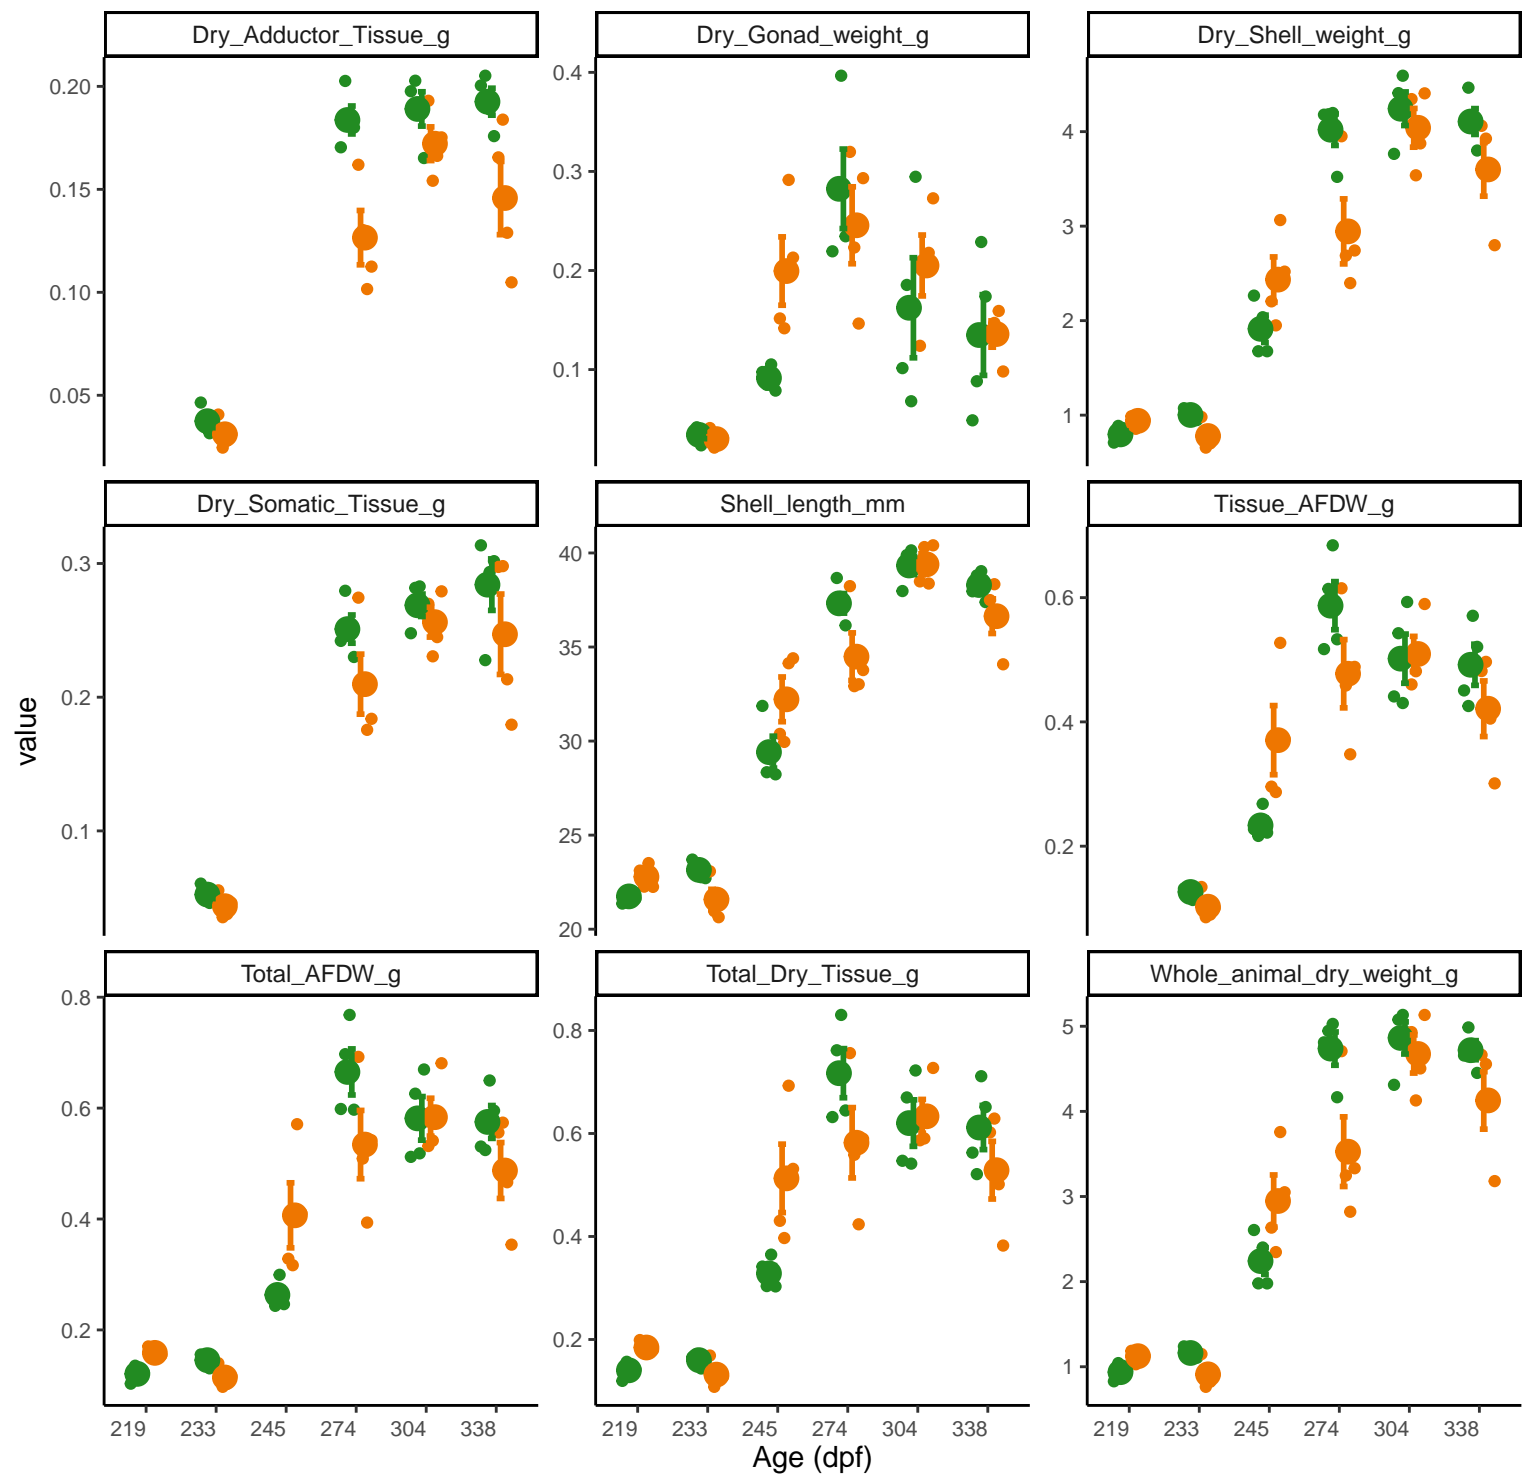 Dry_Adductor_Tissue_g
Dry_Gonad_weight_g
Dry_Shell_weight_g
0.20
0.15
0.10
0.05
0.4
0.3
0.2
0.1
4
3
2
1
Dry_Somatic_Tissue_g
Shell_length_mm
Tissue_AFDW_g
0.3
0.2
0.1
40
35
30
25
20
0.6
0.4
0.2
value
Total_AFDW_g
Total_Dry_Tissue_g
Whole_animal_dry_weight_g
0.8
0.6
0.4
0.2
0.8
0.6
0.4
0.2
5
4
3
2
1
219 233 245 274 304 338
219 233 245 274 304 338
219 233 245 274 304 338
Age (dpf)